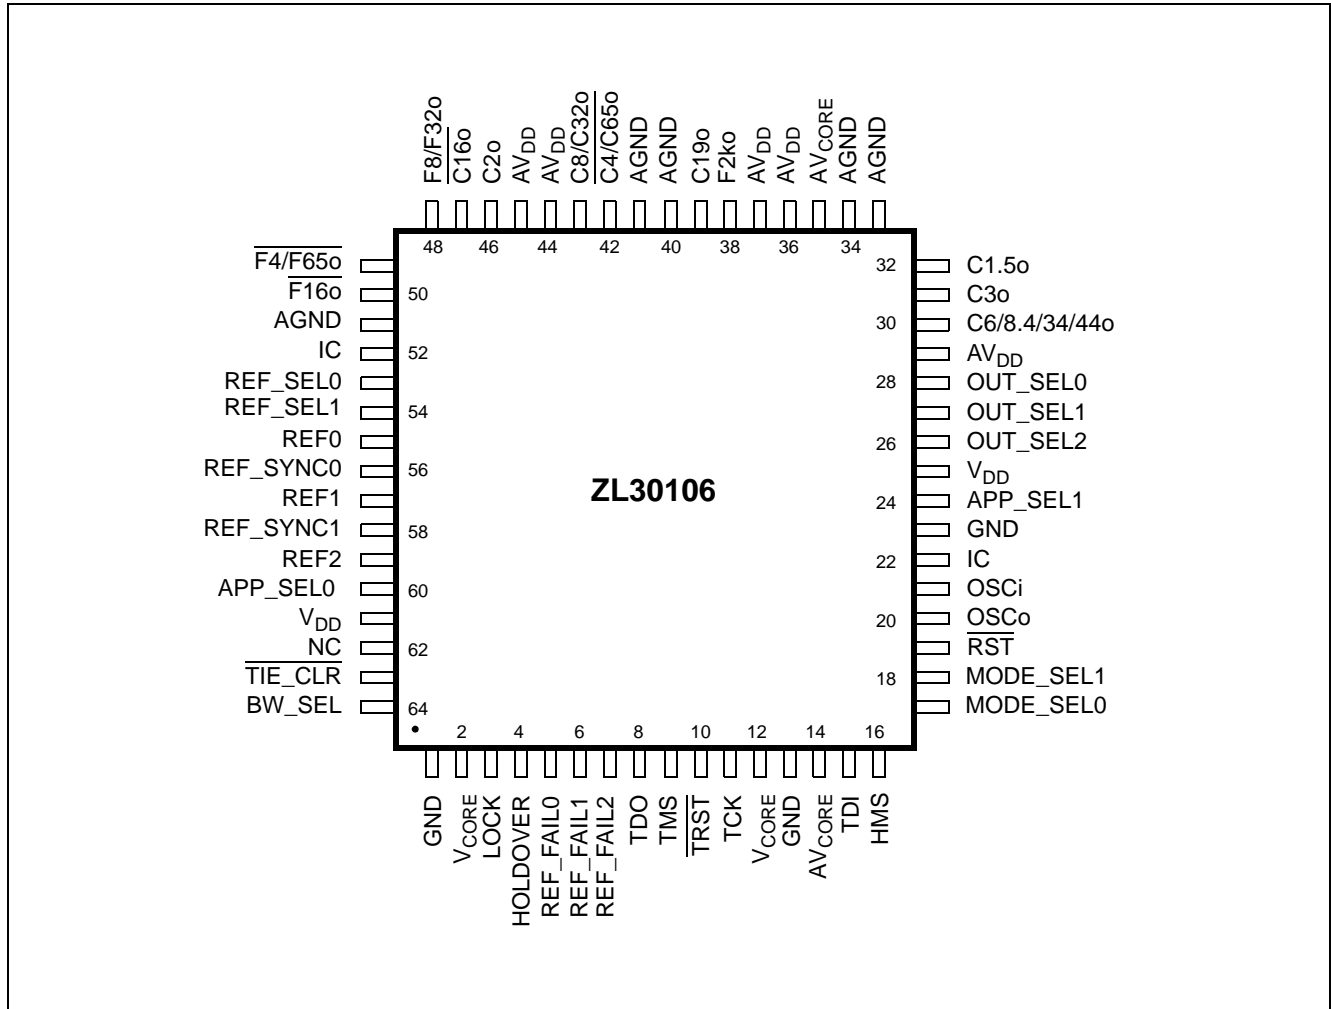 F8/F32o
C16o
C2o
AVDD
AVDD
C8/C32o
C4/C65o
AGND
AGND
C19o
F2ko
AVDD
AVDD
AVCORE
AGND
AGND
48 46 44 42 40 38 36 34
F4/F65o
F16o
AGND
IC
REF_SEL0
REF_SEL1
REF0
REF_SYNC0
REF1
REF_SYNC1
REF2
APP_SEL0
VDD
NC
TIE_CLR
BW_SEL
50
52
54
56
58
60
62
64
ZL30106
32
30
28
26
24
22
20
18
C1.5o
C3o
C6/8.4/34/44o
AVDD
OUT_SEL0
OUT_SEL1
OUT_SEL2
VDD
APP_SEL1
GND
IC
OSCi
OSCo
RST
MODE_SEL1
MODE_SEL0
2 4 6 8 10 12 14 16
GND
VCORE
LOCK
HOLDOVER
REF_FAIL0
REF_FAIL1
REF_FAIL2
TDO
TMS
TRST
TCK
VCORE
GND
AVCORE
TDI
HMS